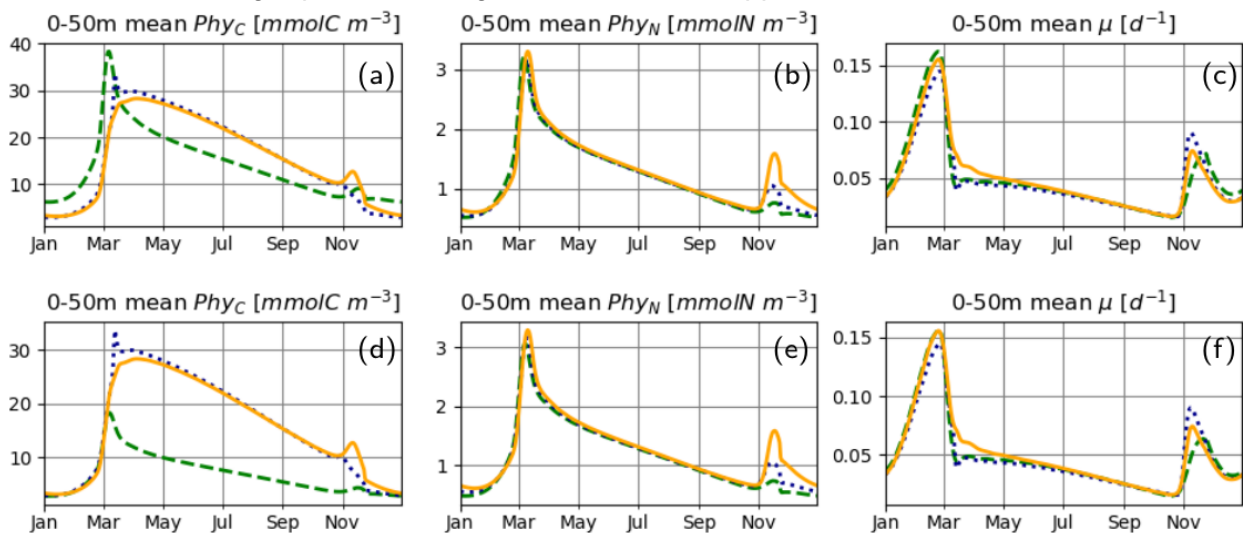 0-50m mean Phy_C [mmolC m^{-3}] 0-50m mean Phy_N [mmolN m^{-3}] 0-50m mean μ [d^{-1}]
40
30
20
10
(a)
Jan Mar May Jul Sep Nov
3
2
1
(b)
Jan Mar May Jul Sep Nov
0.15
0.10
0.05
(c)
Jan Mar May Jul Sep Nov
0-50m mean Phy_C [mmolC m^{-3}] 0-50m mean Phy_N [mmolN m^{-3}] 0-50m mean μ [d^{-1}]
30
20
10
(d)
Jan Mar May Jul Sep Nov
3
2
1
(e)
Jan Mar May Jul Sep Nov
0.15
0.10
0.05
(f)
Jan Mar May Jul Sep Nov